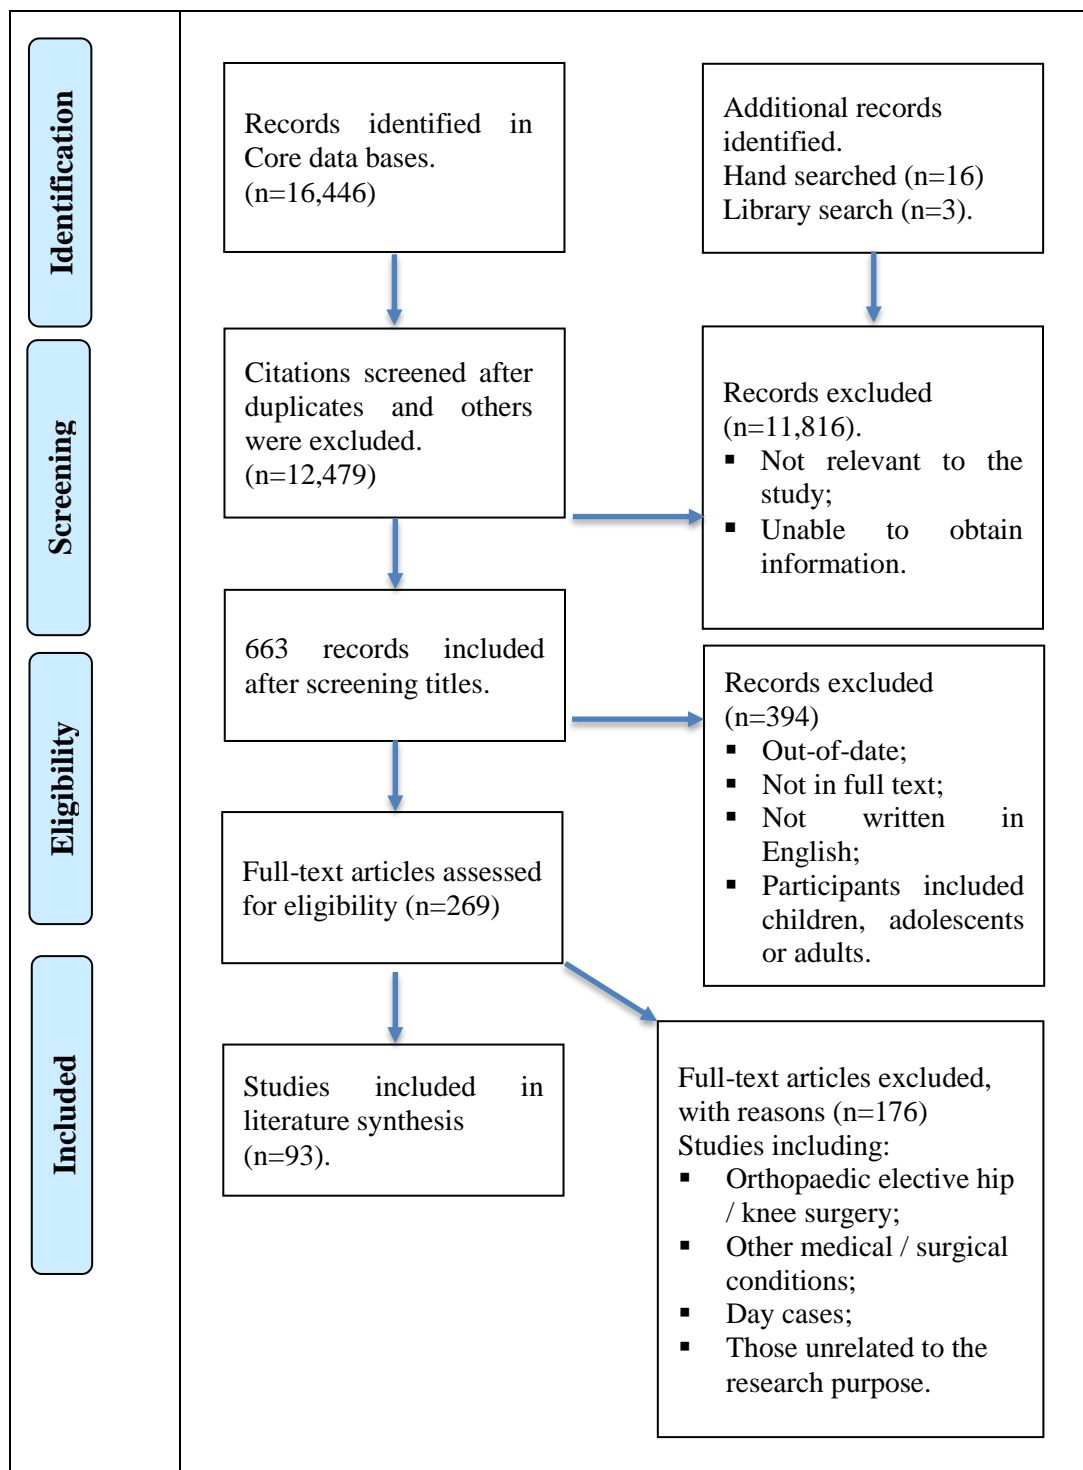 Identification
Records identified in
Core data bases.
(n=16,446)
Additional records
identified.
Hand searched (n=16)
Library search (n=3).
Screening
Citations screened after
duplicates and others
were excluded.
(n=12,479)
Records excluded
(n=11,816).
▪ Not relevant to the
study;
▪ Unable to obtain
information.
663 records included
after screening titles.
Eligibility
Records excluded
(n=394)
▪ Out-of-date;
▪ Not in full text;
▪ Not written in
English;
▪ Participants included
children, adolescents
or adults.
Full-text articles assessed
for eligibility (n=269)
Included
Studies included in
literature synthesis
(n=93).
Full-text articles excluded,
with reasons (n=176)
Studies including:
▪ Orthopaedic elective hip
/ knee surgery;
▪ Other medical / surgical
conditions;
▪ Day cases;
▪ Those unrelated to the
research purpose.